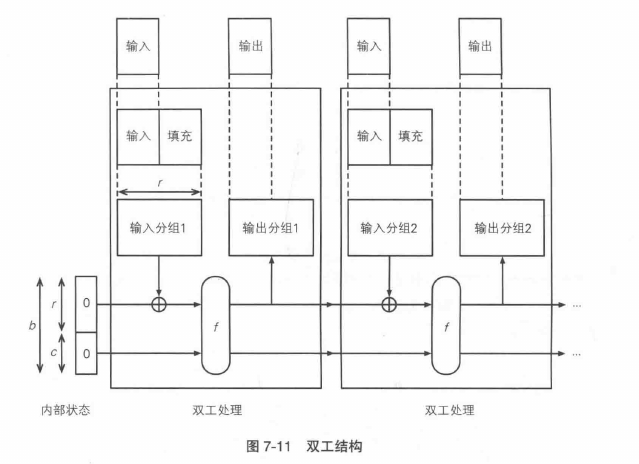 输入 输出 输入 输出
输入 填充 输入 填充
r
输入分组1 输出分组1 输入分组2 输出分组2
r 0 ...
b f f
c 0 ...
内部状态 双工处理 双工处理
图 7-11 双工结构